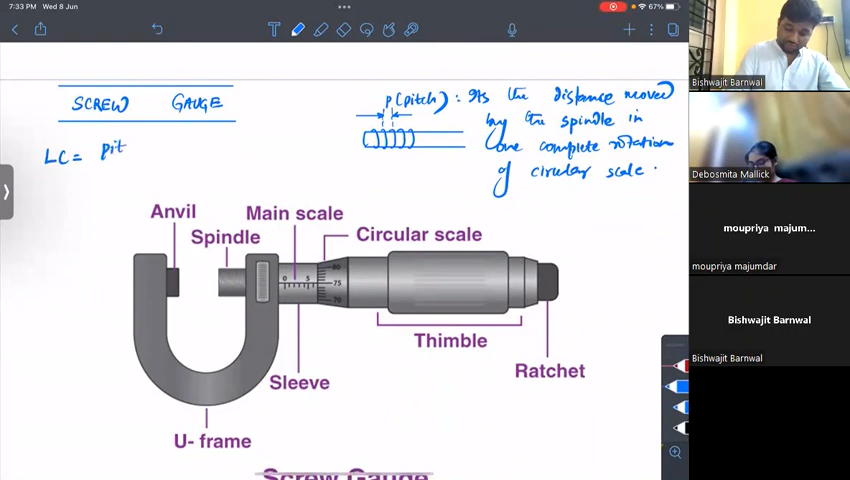 7:33 PM Wed 8 Jun
67%
SCREW GAUGE
p (pitch) : It's the distance moved
by the spindle in
one complete rotation
of circular scale.
LC = pit
Anvil
Main scale
Spindle
Circular scale
0 5
80
75
70
Thimble
Ratchet
Sleeve
U- frame
Screw Gauge
Bishwajit Barnwal
Debosmita Mallick
moupriya majum...
moupriya majumdar
Bishwajit Barnwal
Bishwajit Barnwal